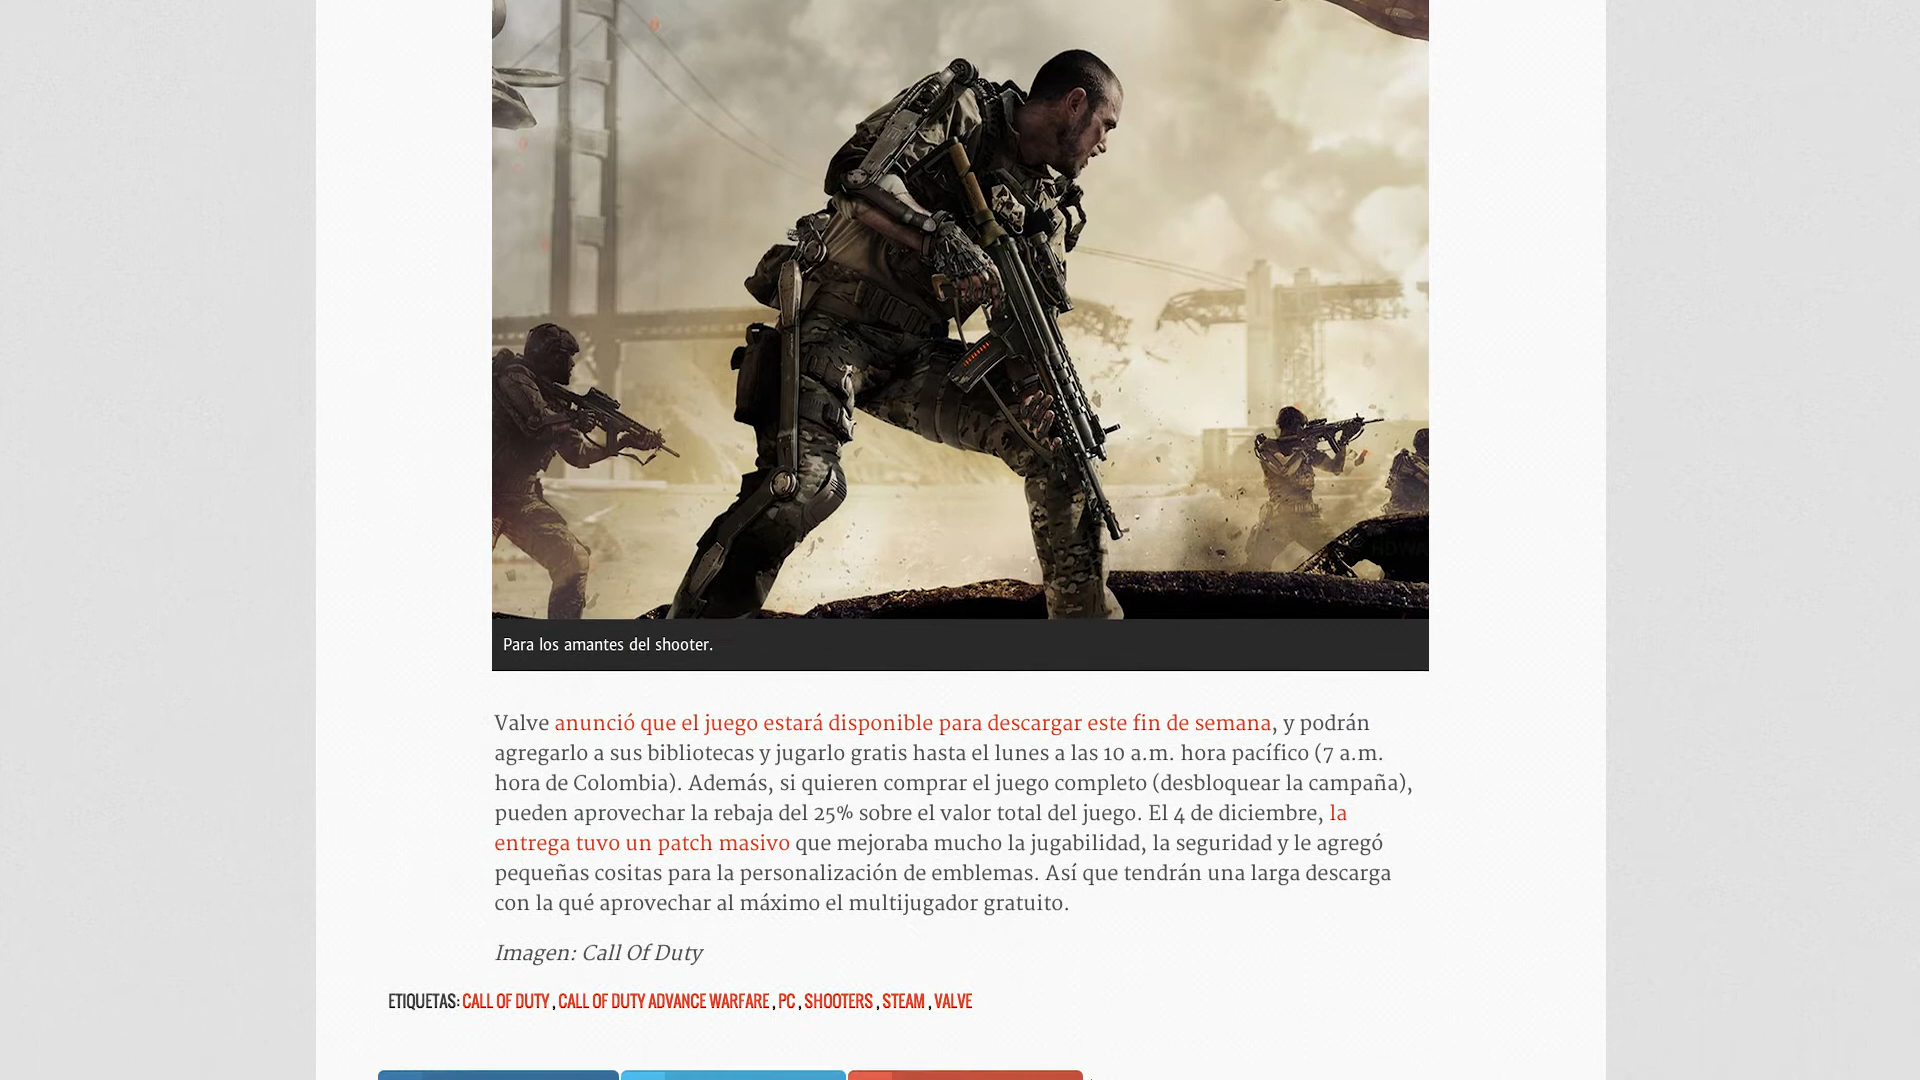 Para los amantes del shooter.
Valve anunció que el juego estará disponible para descargar este fin de semana, y podrán
agregarlo a sus bibliotecas y jugarlo gratis hasta el lunes a las 10 a.m. hora pacífico (7 a.m.
hora de Colombia). Además, si quieren comprar el juego completo (desbloquear la campaña),
pueden aprovechar la rebaja del 25% sobre el valor total del juego. El 4 de diciembre, la
entrega tuvo un patch masivo que mejoraba mucho la jugabilidad, la seguridad y le agregó
pequeñas cositas para la personalización de emblemas. Así que tendrán una larga descarga
con la qué aprovechar al máximo el multijugador gratuito.
Imagen: Call Of Duty
ETIQUETAS: CALL OF DUTY , CALL OF DUTY ADVANCE WARFARE , PC , SHOOTERS , STEAM , VALVE